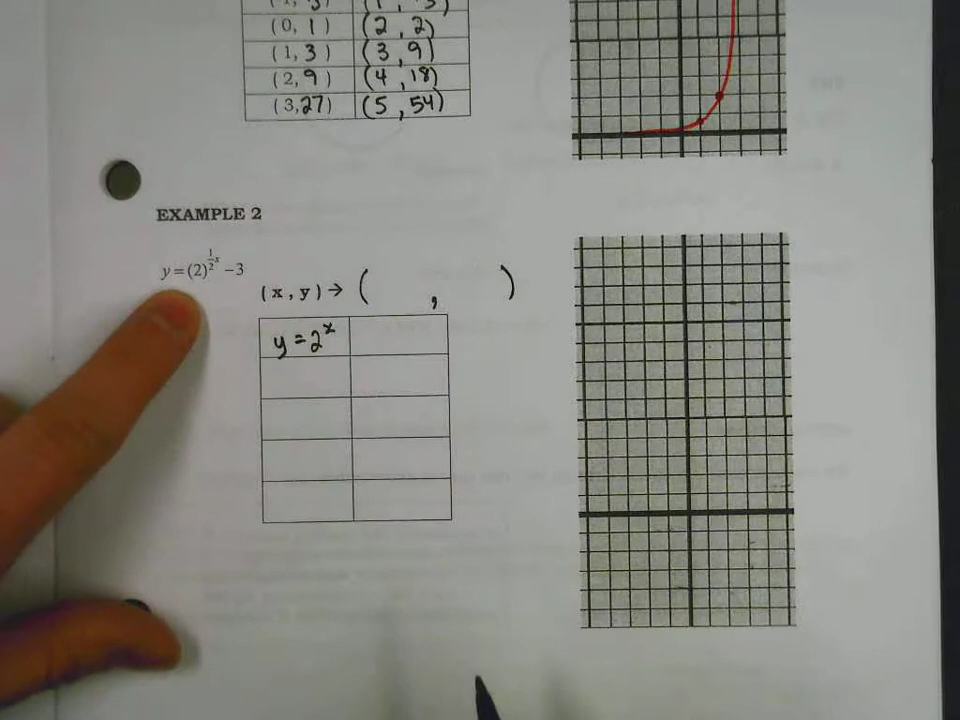 (0, 1) (2, 2)
(1, 3) (3, 9)
(2, 9) (4, 18)
(3,27) (5, 54)
EXAMPLE 2
y = (2)^{\frac{1}{2}x} - 3
(x, y) → ( , )
y = 2^x